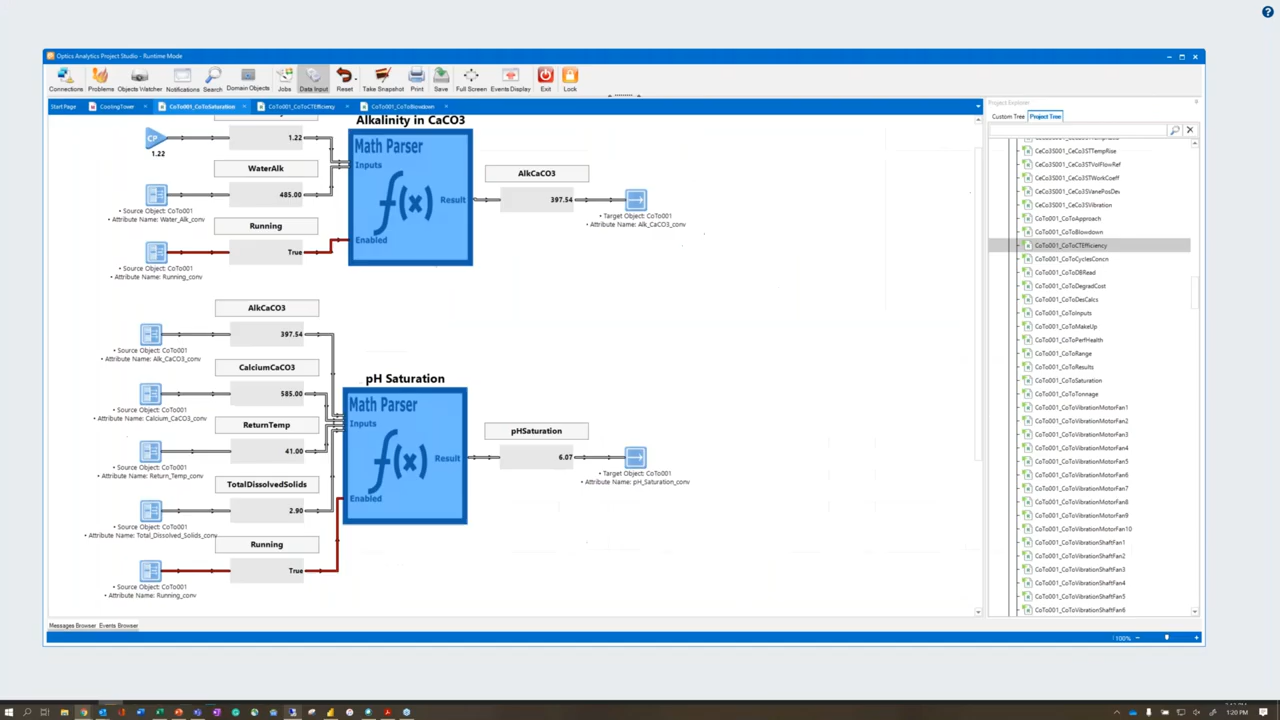 Optics Analytics Project Studio - Runtime Mode
Connections Problems Objects Watcher Notifications Search Domain Objects Jobs Data Input Reset Take Snapshot Print Save Full Screen Events Display Exit Lock
Start Page CoolingTower CoTo001_CoToSaturation CoTo001_CoToCTEfficiency CoTo001_CoToBlowdown
Project Explorer
Custom Tree Project Tree
Alkalinity in CaCO3
CP
1.22
1.22
WaterAlk
485.00
• Source Object: CoTo001
• Attribute Name: Water_Alk_conv
Running
True
• Source Object: CoTo001
• Attribute Name: Running_conv
Math Parser
Inputs
f(x)
Result
Enabled
AlkCaCO3
397.54
• Target Object: CoTo001
• Attribute Name: Alk_CaCO3_conv
AlkCaCO3
397.54
• Source Object: CoTo001
• Attribute Name: Alk_CaCO3_conv
CalciumCaCO3
585.00
• Source Object: CoTo001
• Attribute Name: Calcium_CaCO3_conv
ReturnTemp
41.00
• Source Object: CoTo001
• Attribute Name: Return_Temp_conv
TotalDissolvedSolids
2.90
• Source Object: CoTo001
• Attribute Name: Total_Dissolved_Solids_conv
Running
True
• Source Object: CoTo001
• Attribute Name: Running_conv
pH Saturation
Math Parser
Inputs
f(x)
Result
Enabled
pHSaturation
6.07
• Target Object: CoTo001
• Attribute Name: pH_Saturation_conv
CeCo3S001_CeCo3STTempRise
CeCo3S001_CeCo3STVolFlowRef
CeCo3S001_CeCo3STWorkCoeff
CeCo3S001_CeCo3SVanePosDev
CeCo3S001_CeCo3SVibration
CoTo001_CoToApproach
CoTo001_CoToBlowdown
CoTo001_CoToCTEfficiency
CoTo001_CoToCyclesConcn
CoTo001_CoToDBRead
CoTo001_CoToDegradCost
CoTo001_CoToDesCalcs
CoTo001_CoToInputs
CoTo001_CoToMakeUp
CoTo001_CoToPerfHealth
CoTo001_CoToRange
CoTo001_CoToResults
CoTo001_CoToSaturation
CoTo001_CoToTonnage
CoTo001_CoToVibrationMotorFan1
CoTo001_CoToVibrationMotorFan2
CoTo001_CoToVibrationMotorFan3
CoTo001_CoToVibrationMotorFan4
CoTo001_CoToVibrationMotorFan5
CoTo001_CoToVibrationMotorFan6
CoTo001_CoToVibrationMotorFan7
CoTo001_CoToVibrationMotorFan8
CoTo001_CoToVibrationMotorFan9
CoTo001_CoToVibrationMotorFan10
CoTo001_CoToVibrationShaftFan1
CoTo001_CoToVibrationShaftFan2
CoTo001_CoToVibrationShaftFan3
CoTo001_CoToVibrationShaftFan4
CoTo001_CoToVibrationShaftFan5
CoTo001_CoToVibrationShaftFan6
Messages Browser Events Browser
100%
1:20 PM